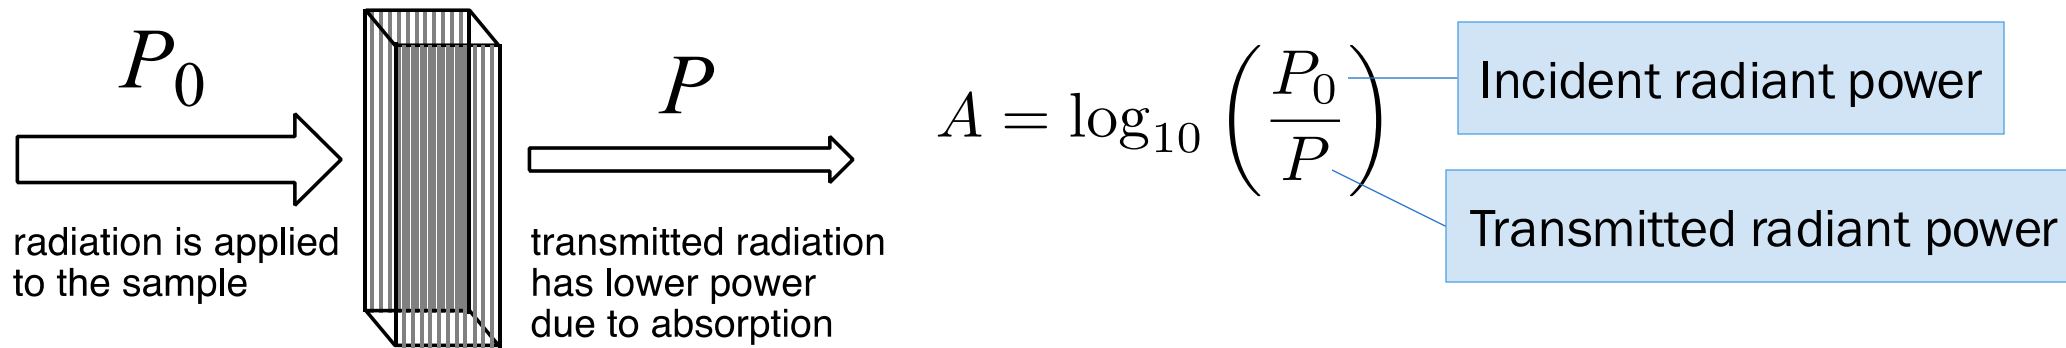 P₀
radiation is applied
to the sample
P
transmitted radiation
has lower power
due to absorption
A = log₁₀ (P₀/P)
Incident radiant power
Transmitted radiant power